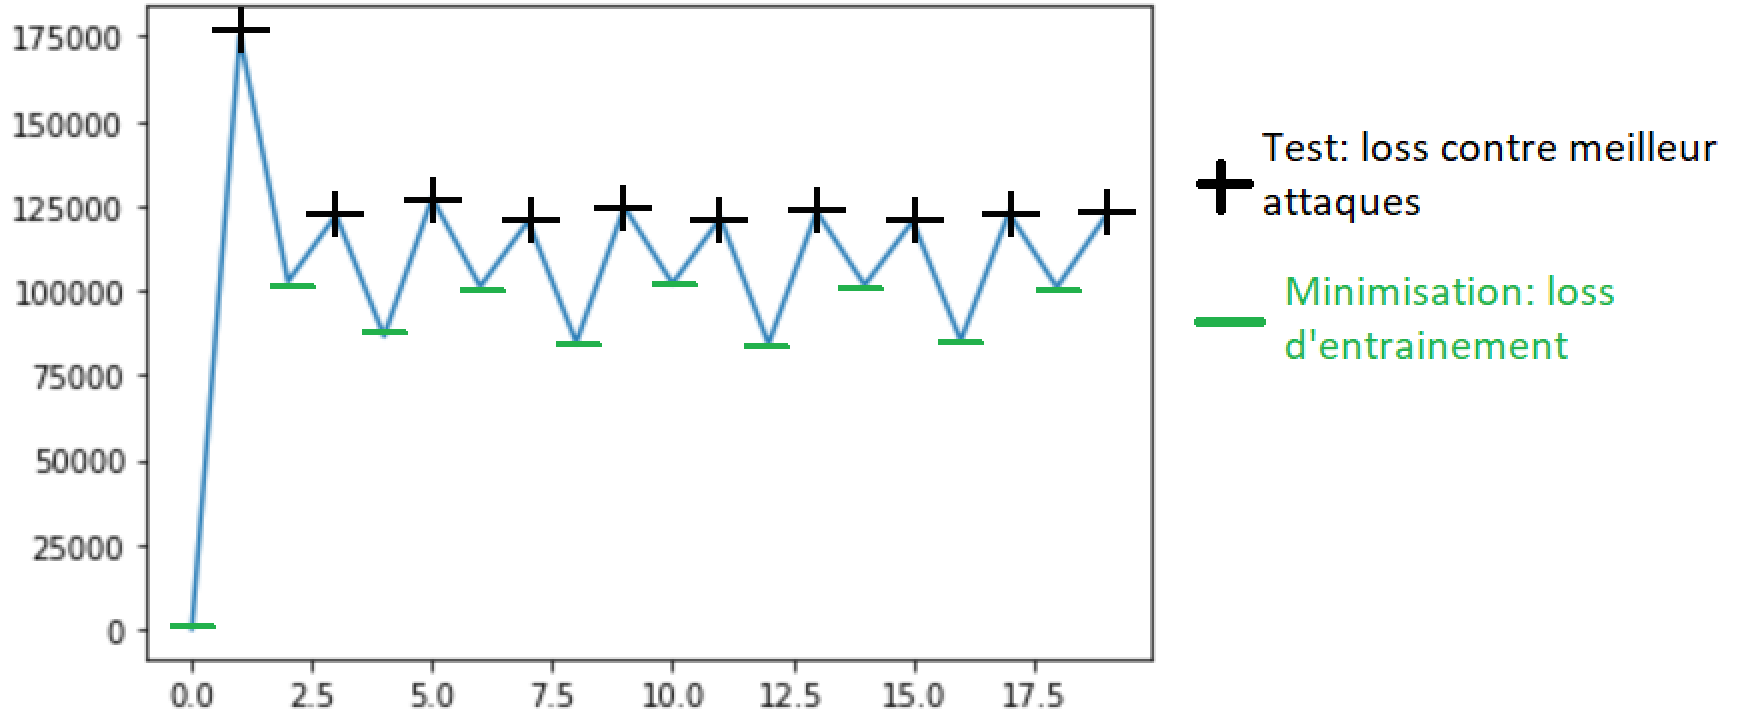 175000
150000
125000
100000
75000
50000
25000
0
0.0 2.5 5.0 7.5 10.0 12.5 15.0 17.5
Test: loss contre meilleur
attaques
Minimisation: loss
d'entrainement